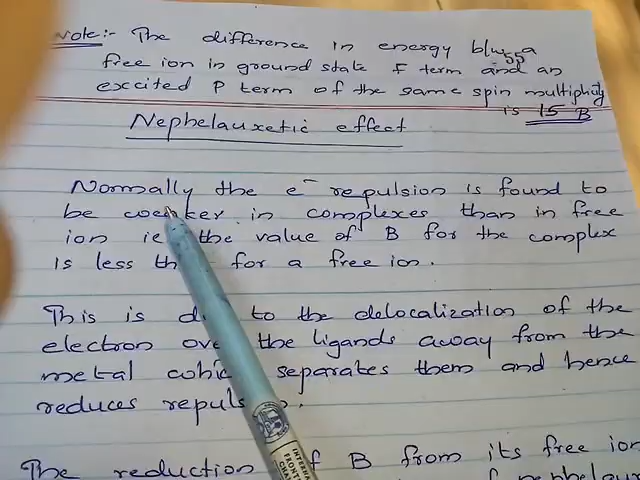 Note:- The difference in energy b/w a
free ion in ground state F term and an
excited P term of the same spin multiplicity
is 15 B
Nephelauxetic effect
Normally the e⁻ repulsion is found to
be weaker in complexes than in free
ion ie the value of B for the complex
is less for a free ion.
This is to the delocalization of the
electron the ligands away from the
metal separates them and hence
reduces
The reduction of B from its free ion